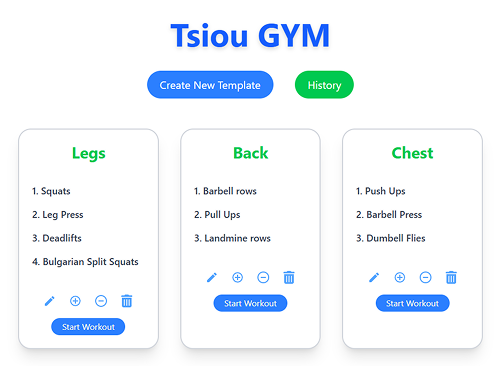 Tsiou GYM
Create New Template
History
Legs
1. Squats
2. Leg Press
3. Deadlifts
4. Bulgarian Split Squats
Start Workout
Back
1. Barbell rows
2. Pull Ups
3. Landmine rows
Start Workout
Chest
1. Push Ups
2. Barbell Press
3. Dumbell Flies
Start Workout